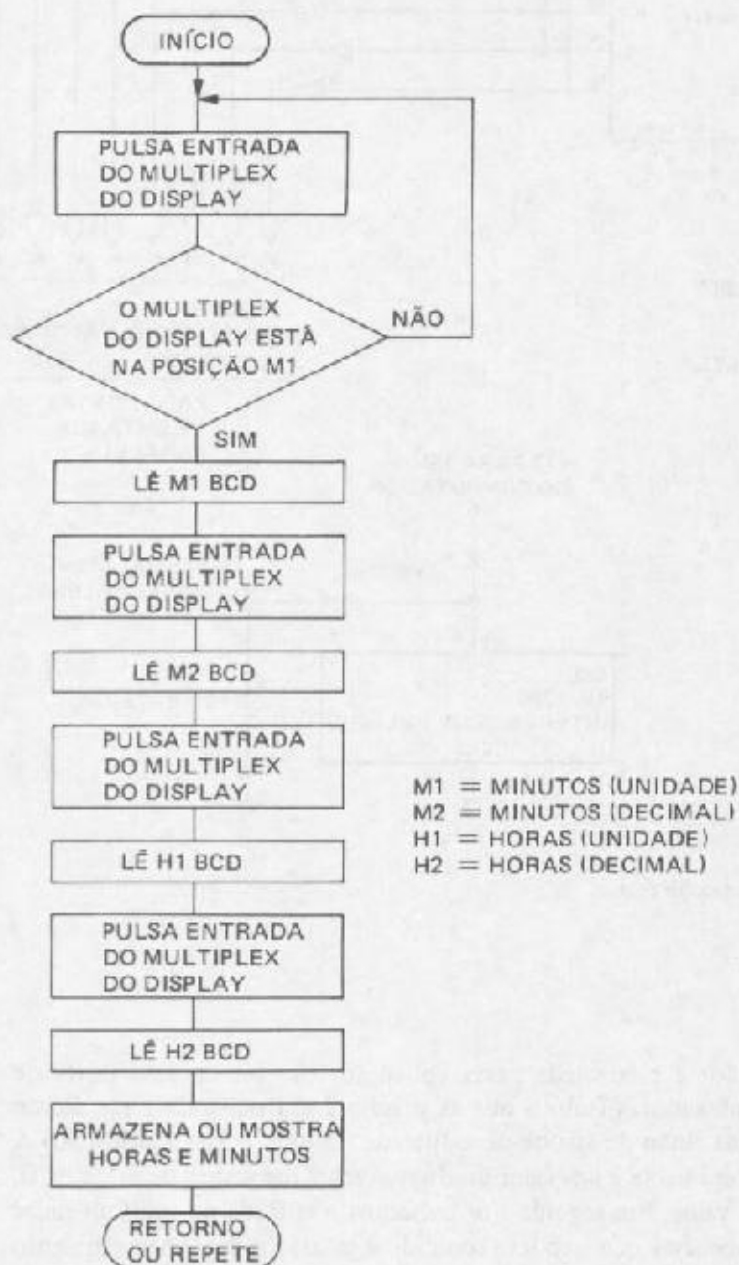 INÍCIO
PULSA ENTRADA
DO MULTIPLEX
DO DISPLAY
O MULTIPLEX
DO DISPLAY ESTÁ
NA POSIÇÃO M1
NÃO
SIM
LÊ M1 BCD
PULSA ENTRADA
DO MULTIPLEX
DO DISPLAY
LÊ M2 BCD
PULSA ENTRADA
DO MULTIPLEX
DO DISPLAY
M1 = MINUTOS (UNIDADE)
M2 = MINUTOS (DECIMAL)
H1 = HORAS (UNIDADE)
H2 = HORAS (DECIMAL)
LÊ H1 BCD
PULSA ENTRADA
DO MULTIPLEX
DO DISPLAY
LÊ H2 BCD
ARMAZENA OU MOSTRA
HORAS E MINUTOS
RETORNO
OU REPETE